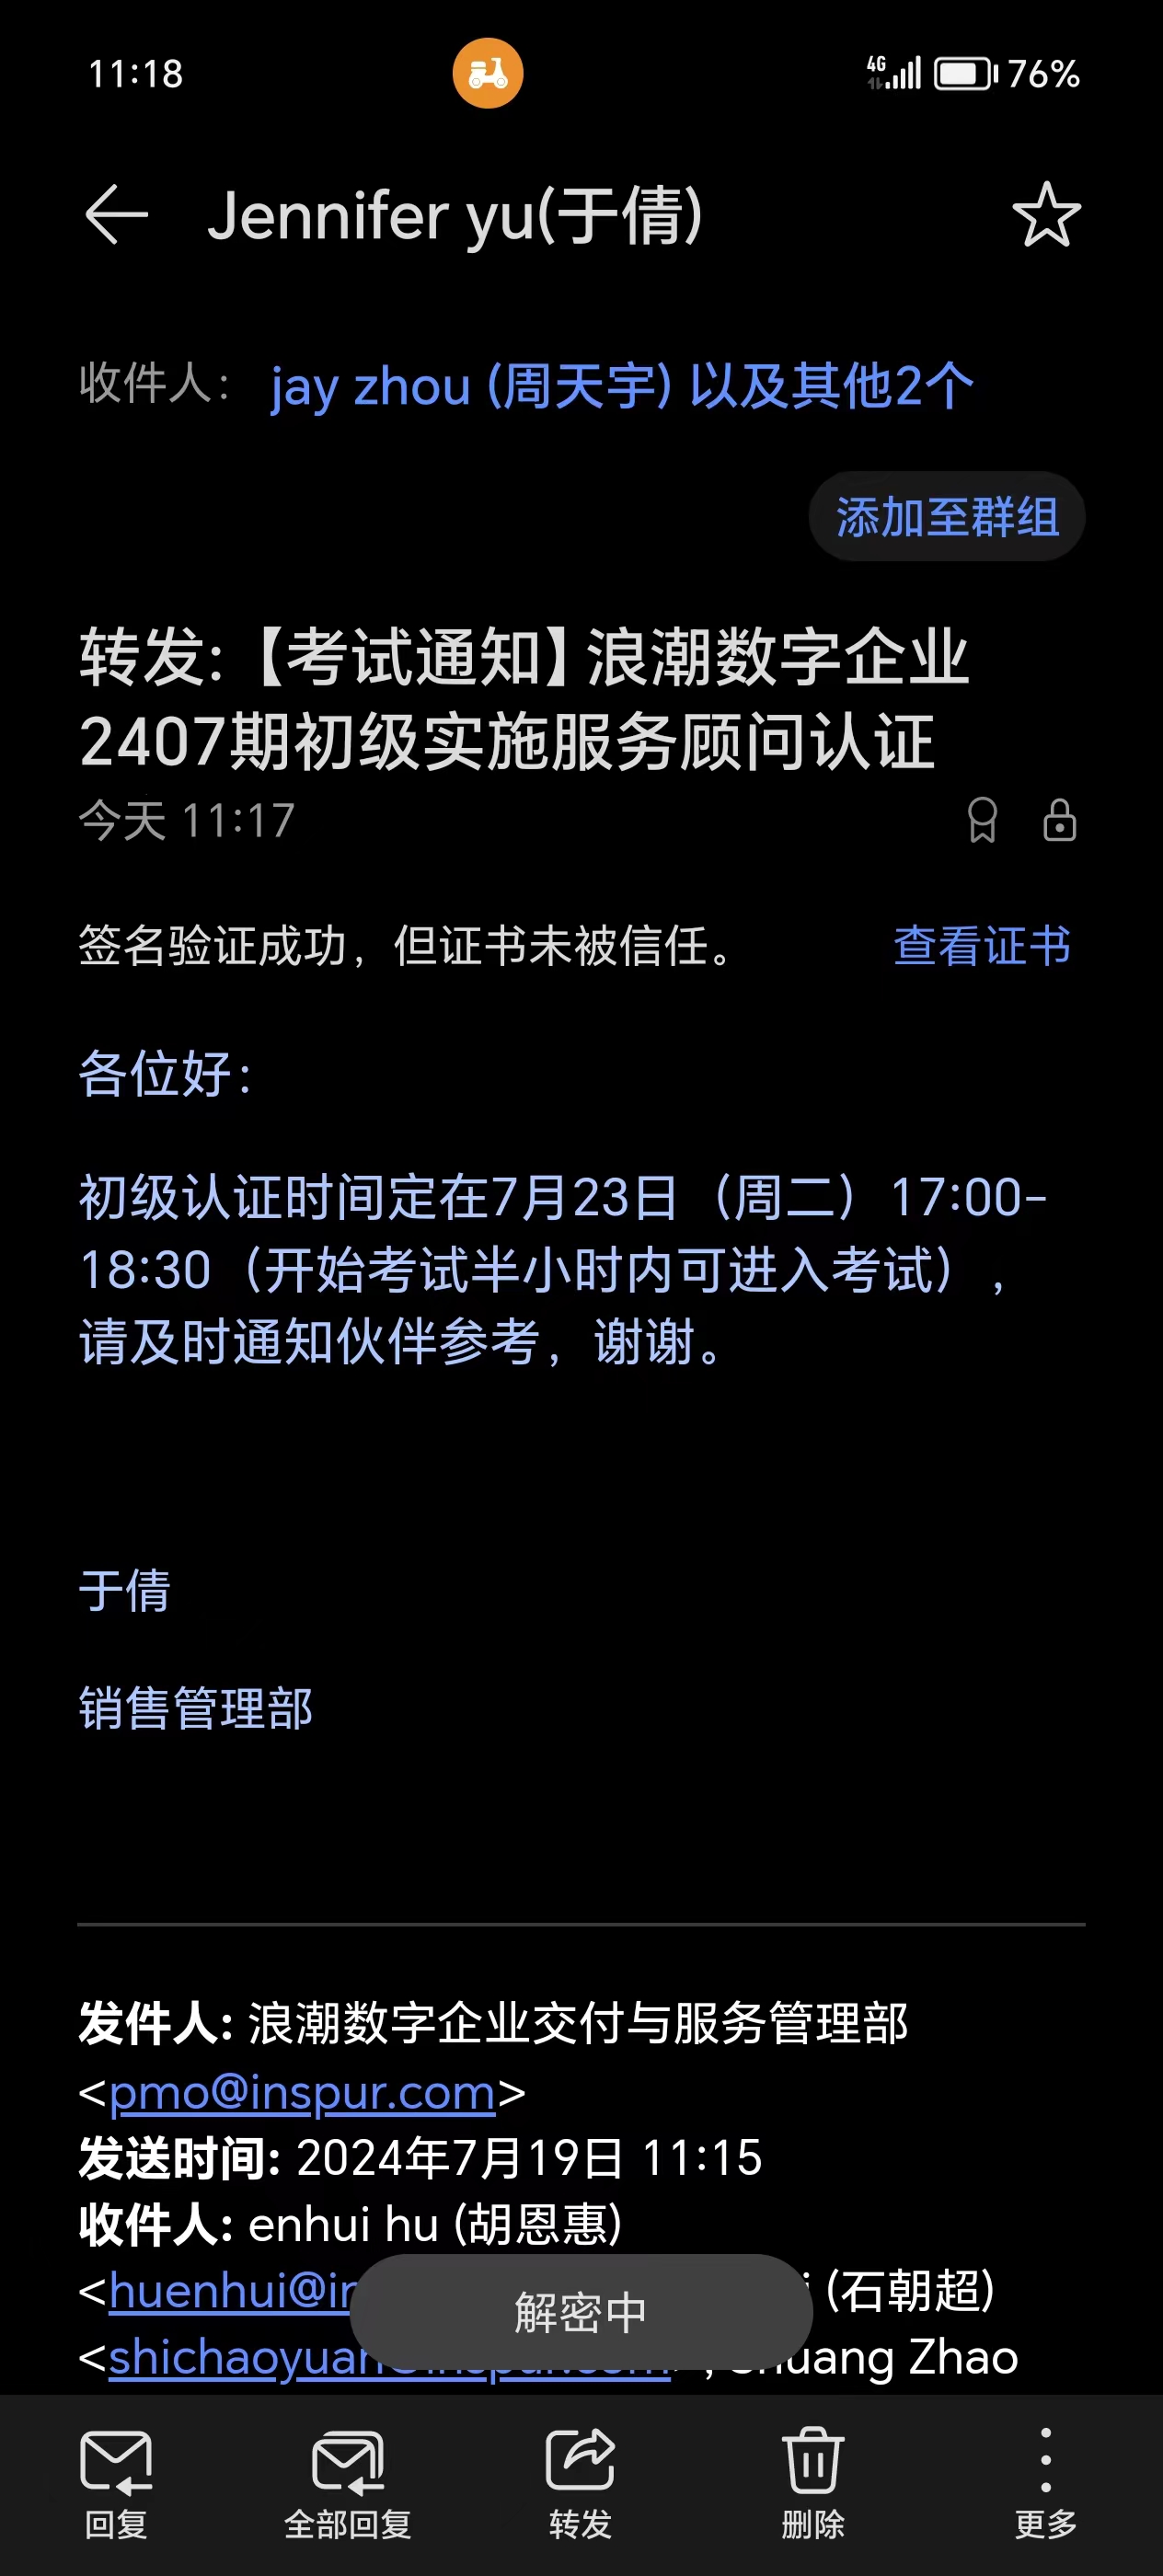 11:18
4G
76%
Jennifer yu(于倩)
收件人： jay zhou (周天宇) 以及其他2个
添加至群组
转发:【考试通知】浪潮数字企业
2407期初级实施服务顾问认证
今天 11:17
签名验证成功，但证书未被信任。 查看证书
各位好：
初级认证时间定在7月23日（周二）17:00-
18:30（开始考试半小时内可进入考试），
请及时通知伙伴参考，谢谢。
于倩
销售管理部
发件人: 浪潮数字企业交付与服务管理部
<pmo@inspur.com>
发送时间: 2024年7月19日 11:15
收件人: enhui hu (胡恩惠)
<huenhui@in (石朝超)
解密中
<shichaoyuan@inspur.com>, Shuang Zhao
回复 全部回复 转发 删除 更多